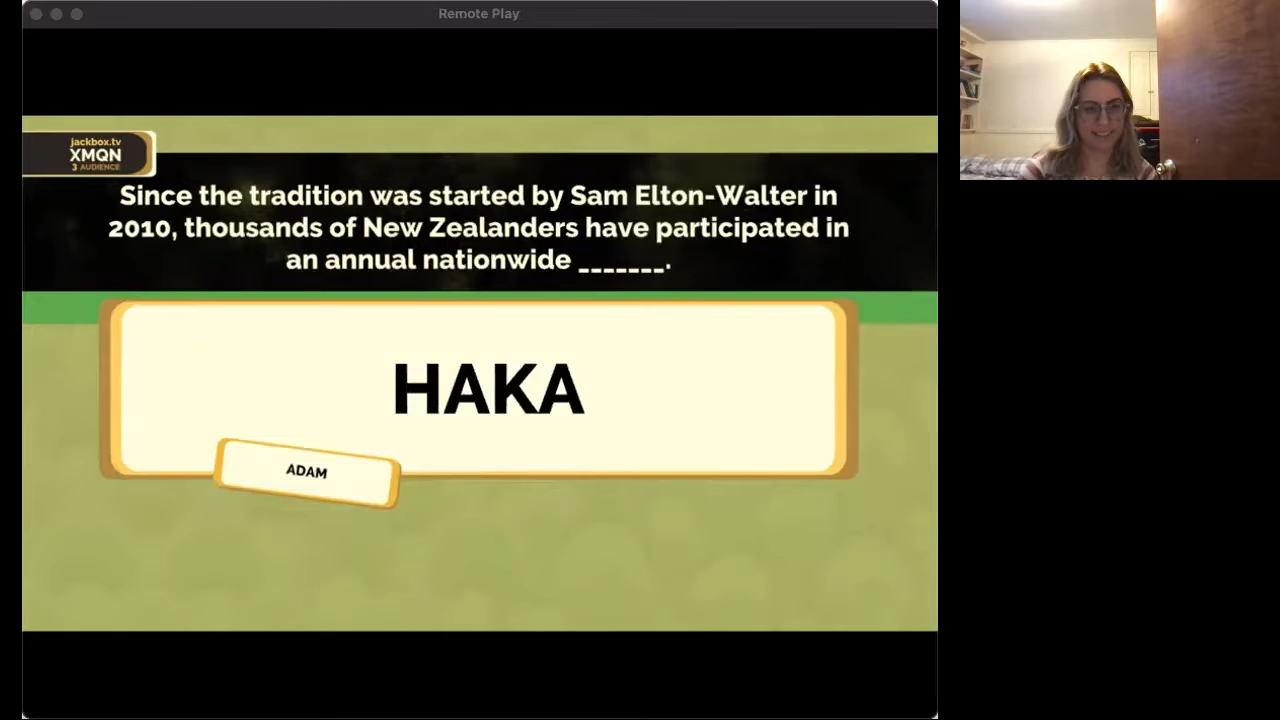 Remote Play
jackbox.tv
XMQN
3 AUDIENCE
Since the tradition was started by Sam Elton-Walter in
2010, thousands of New Zealanders have participated in
an annual nationwide _______.
HAKA
ADAM